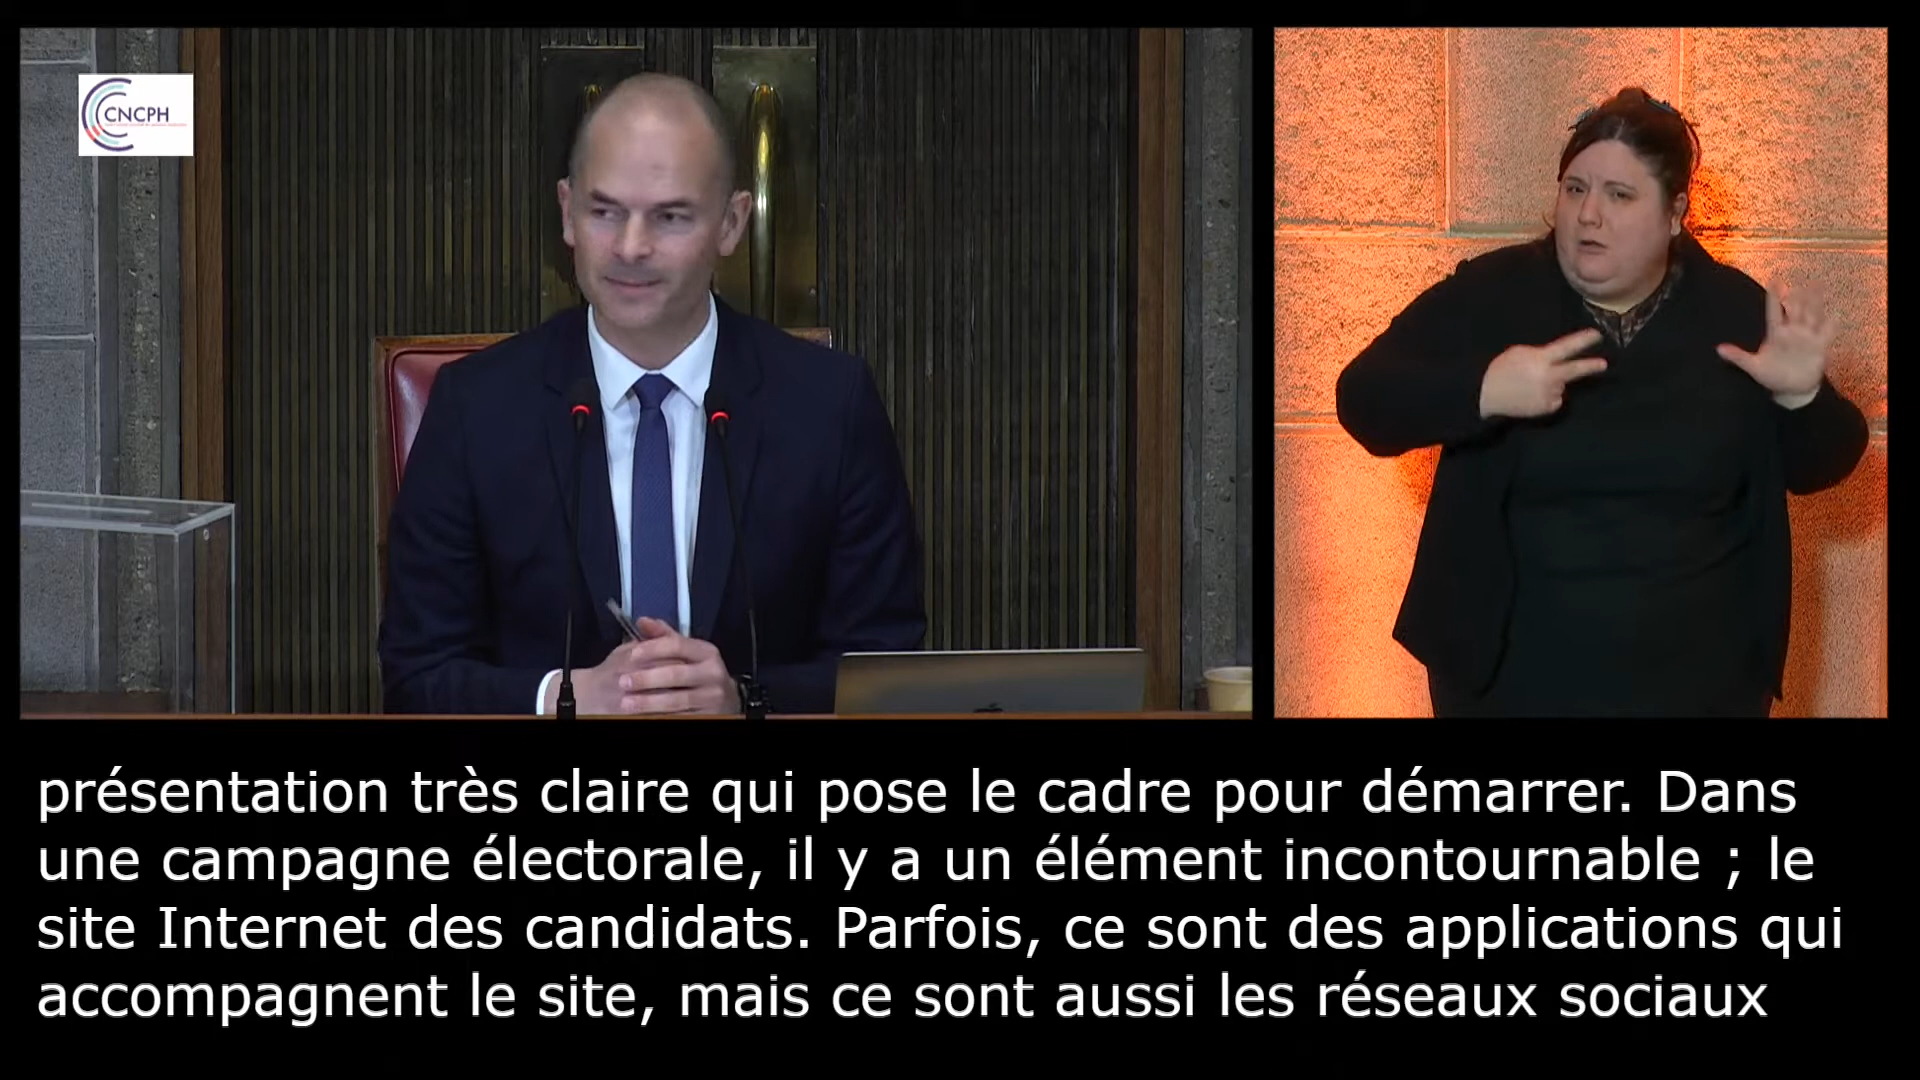 CNCPH
présentation très claire qui pose le cadre pour démarrer. Dans
une campagne électorale, il y a un élément incontournable ; le
site Internet des candidats. Parfois, ce sont des applications qui
accompagnent le site, mais ce sont aussi les réseaux sociaux